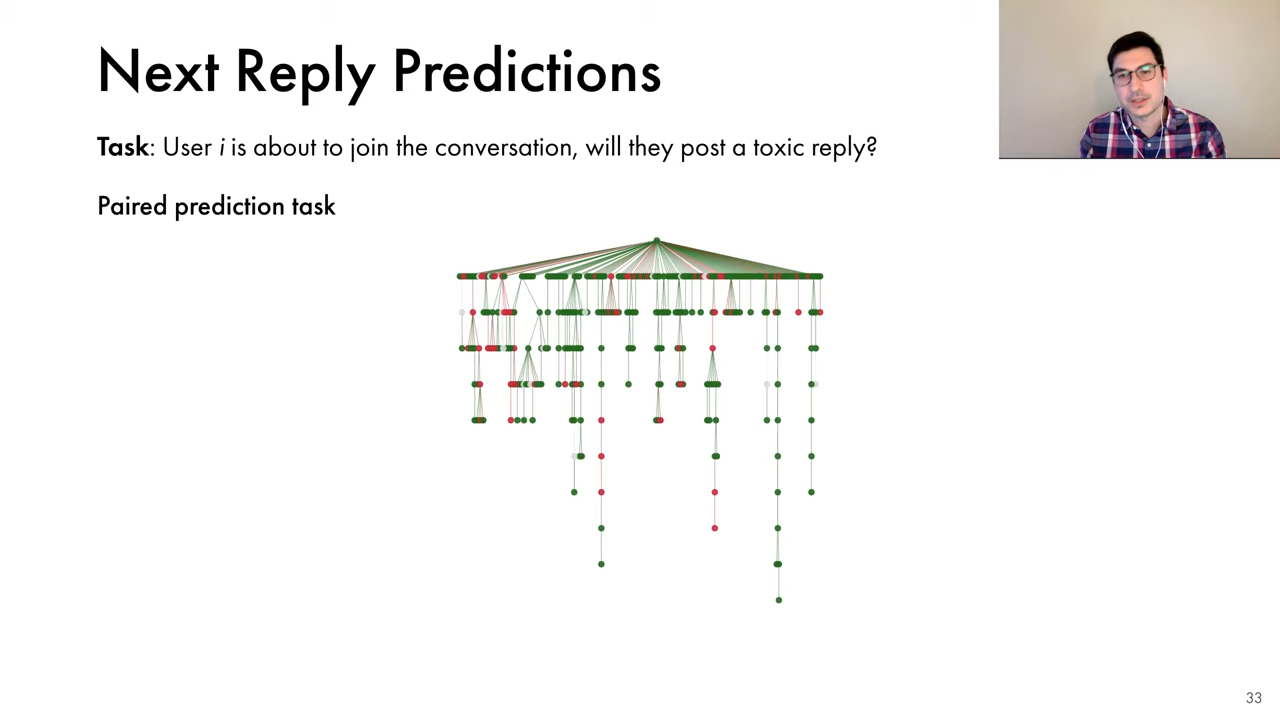 Next Reply Predictions
Task: User i is about to join the conversation, will they post a toxic reply?
Paired prediction task
33